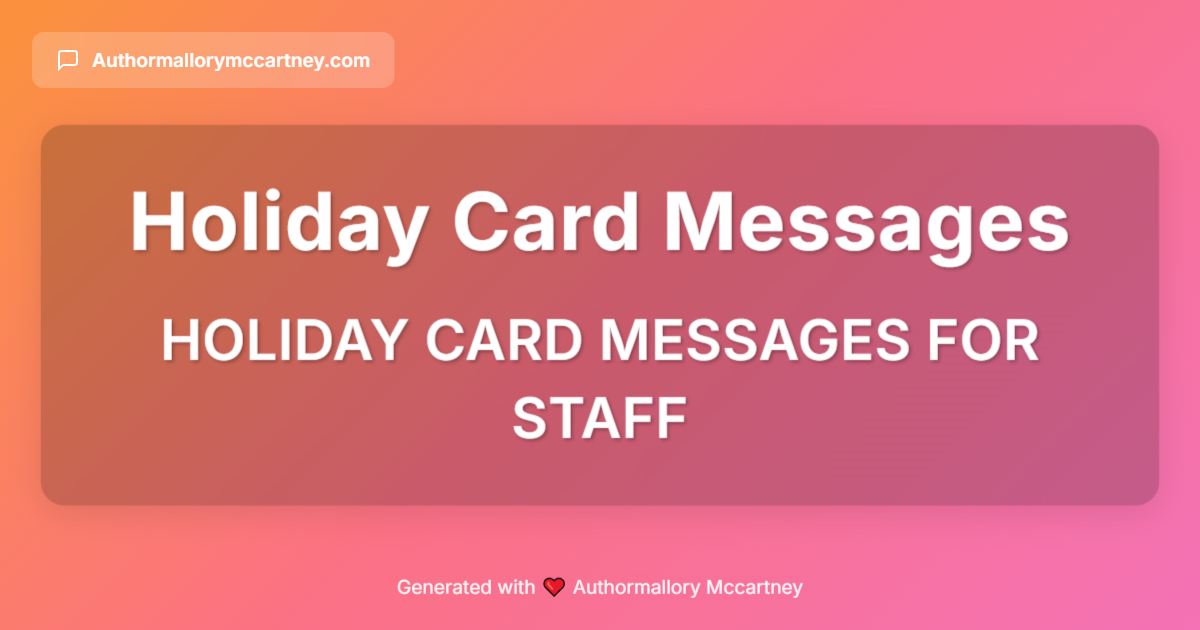 Authormallorymccartney.com
Holiday Card Messages
HOLIDAY CARD MESSAGES FOR
STAFF
Generated with ❤️ Authormallory Mccartney